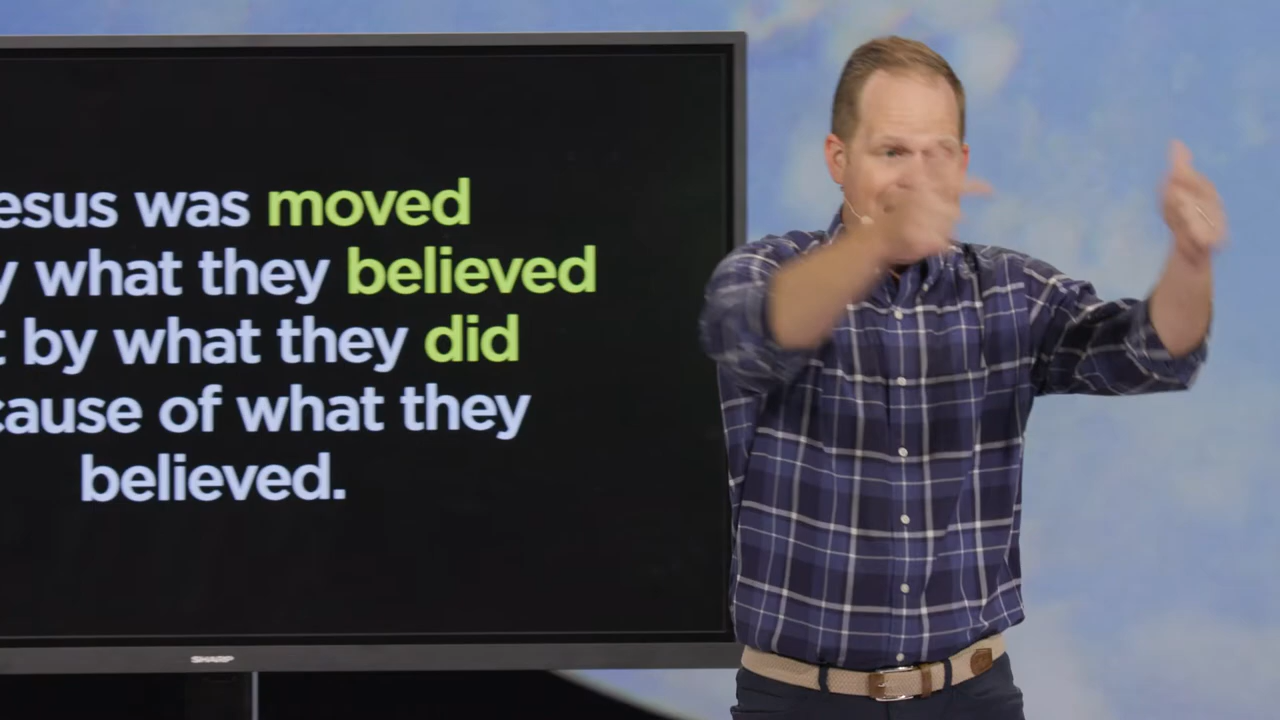 esus was moved
y what they believed
t by what they did
cause of what they
believed.
SHARP